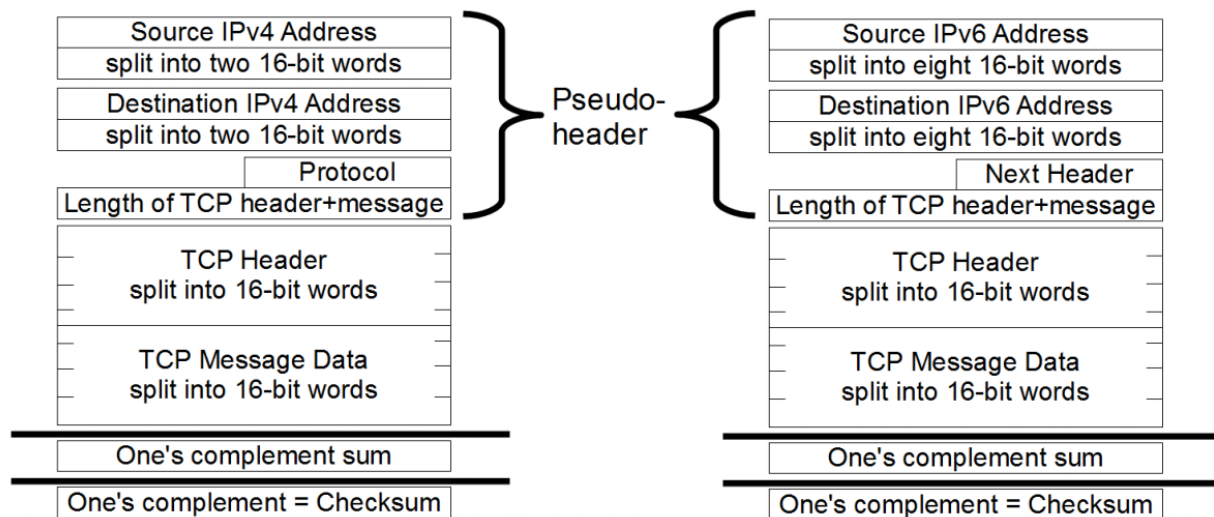 Source IPv4 Address
split into two 16-bit words
Destination IPv4 Address
split into two 16-bit words
Protocol
Length of TCP header+message
TCP Header
split into 16-bit words
TCP Message Data
split into 16-bit words
One's complement sum
One's complement = Checksum
Pseudo-
header
Source IPv6 Address
split into eight 16-bit words
Destination IPv6 Address
split into eight 16-bit words
Next Header
Length of TCP header+message
TCP Header
split into 16-bit words
TCP Message Data
split into 16-bit words
One's complement sum
One's complement = Checksum